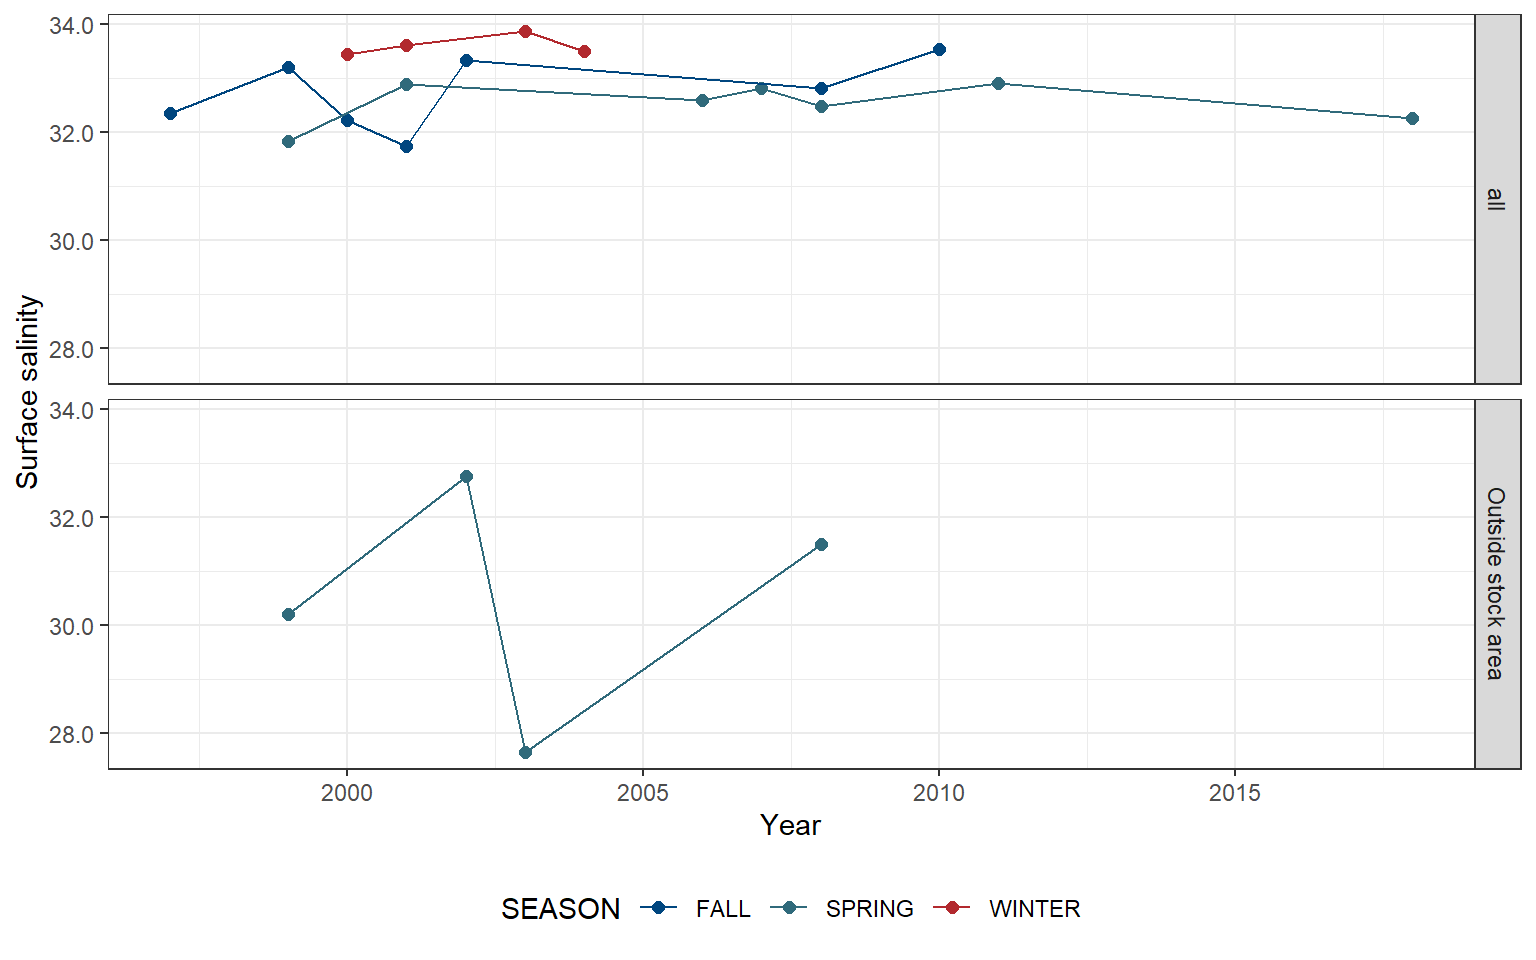 34.0
32.0
30.0
28.0
all
Surface salinity
34.0
32.0
30.0
28.0
Outside stock area
2000 2005 2010 2015
Year
SEASON FALL SPRING WINTER